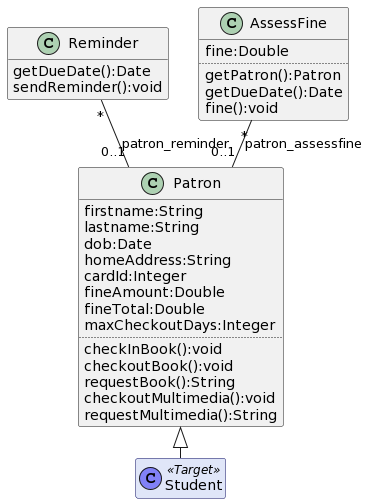 C Reminder
getDueDate():Date
sendReminder():void
C AssessFine
fine:Double
getPatron():Patron
getDueDate():Date
fine():void
*
patron_reminder
0..1
*
patron_assessfine
0..1
C Patron
firstname:String
lastname:String
dob:Date
homeAddress:String
cardId:Integer
fineAmount:Double
fineTotal:Double
maxCheckoutDays:Integer
checkInBook():void
checkoutBook():void
requestBook():String
checkoutMultimedia():void
requestMultimedia():String
C «Target»
Student